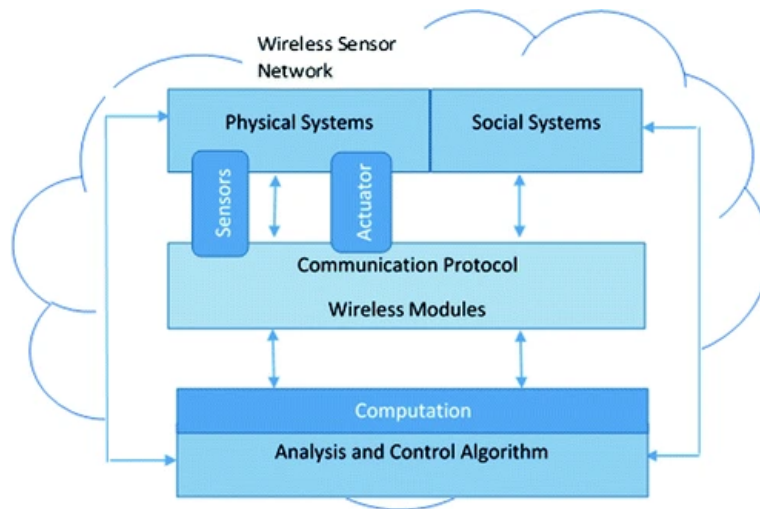 Wireless Sensor
Network
Physical Systems
Social Systems
Sensors
Actuator
Communication Protocol
Wireless Modules
Computation
Analysis and Control Algorithm